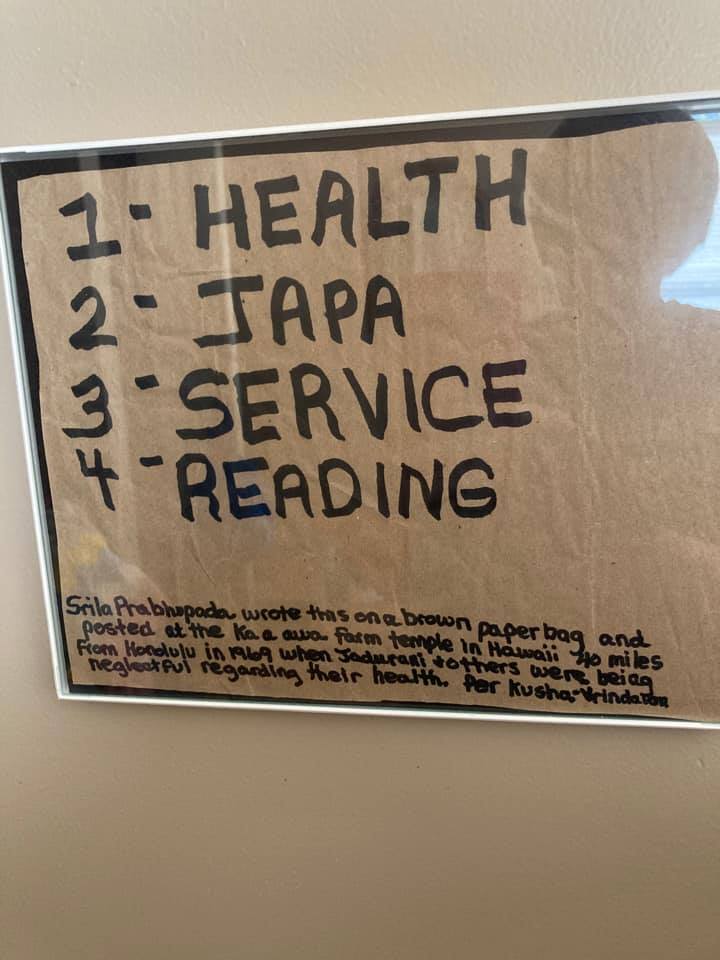 1- HEALTH
2- JAPA
3- SERVICE
4- READING
Srila Prabhupada wrote this on a brown paper bag and
posted at the Ka a awa farm temple in Hawaii 40 miles
From Honolulu in 1969 when Jadurani + others were being
neglectful regarding their health. Per Kusha-Vrindavan